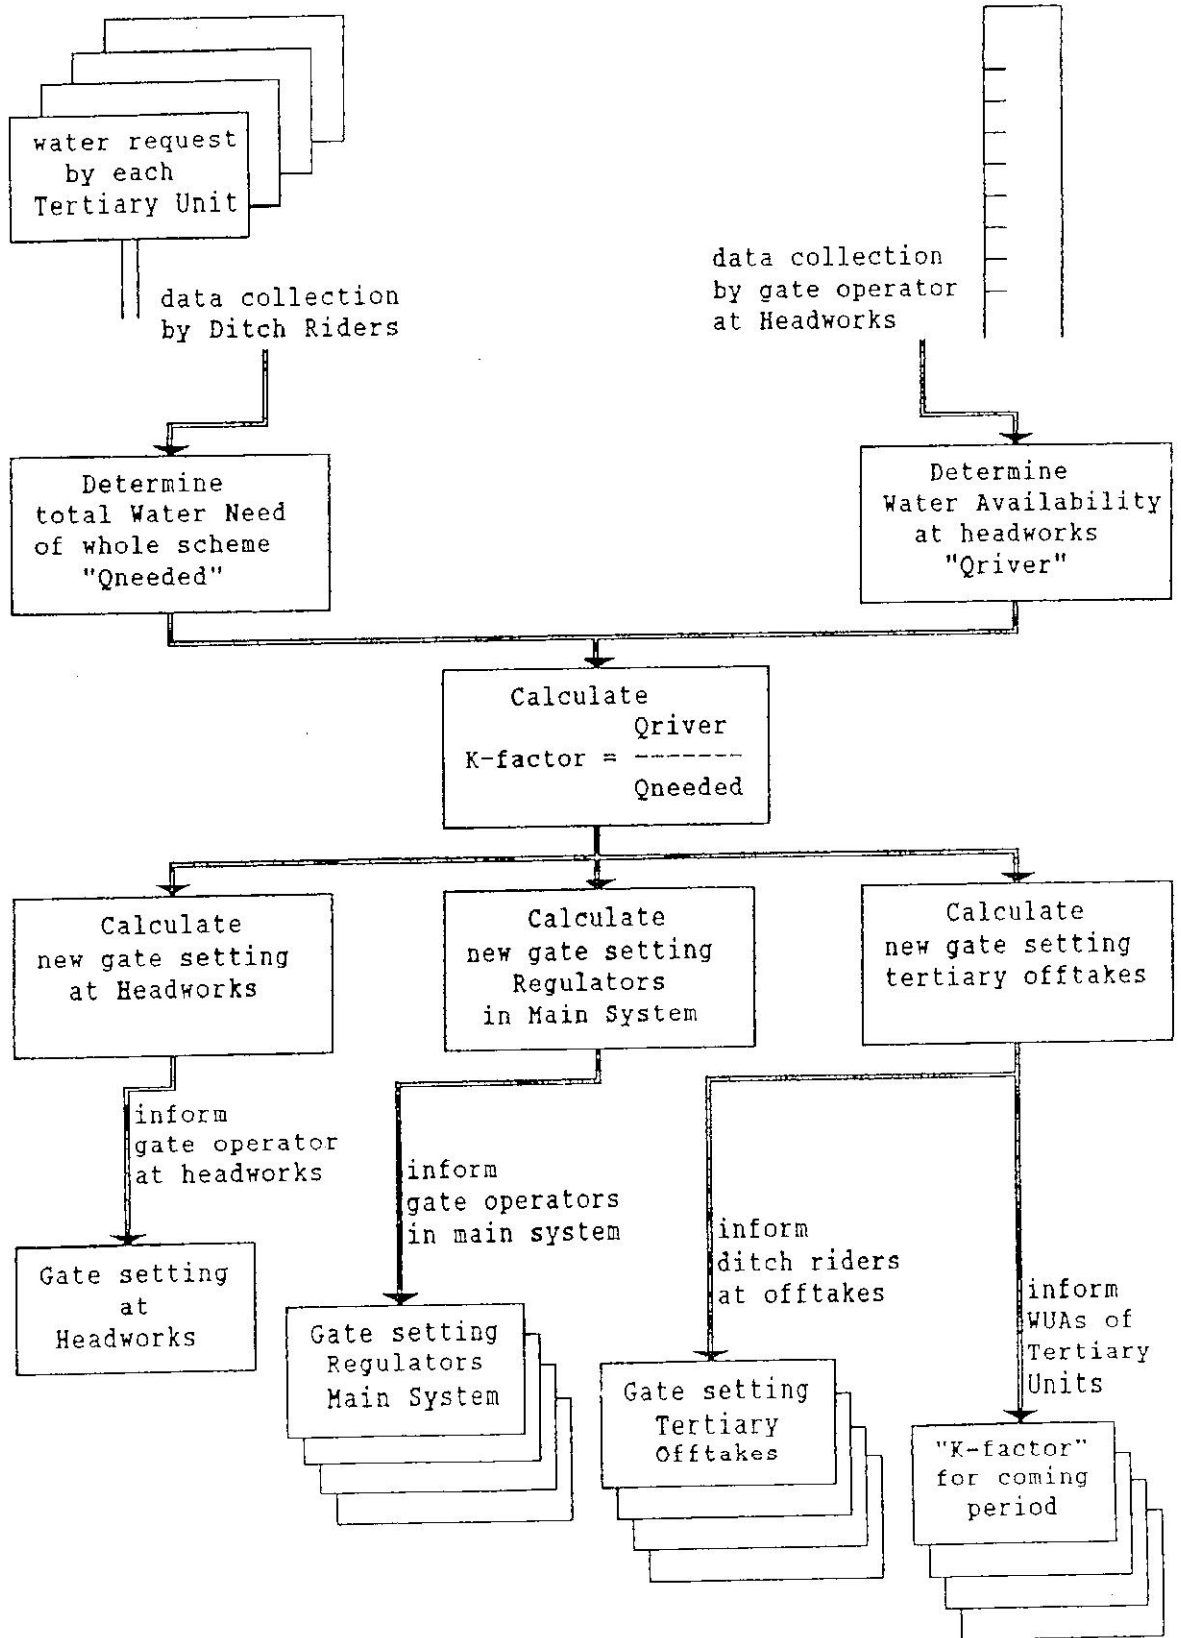 water request
by each
Tertiary Unit
data collection
by Ditch Riders
data collection
by gate operator
at Headworks
Determine
total Water Need
of whole scheme
"Qneeded"
Determine
Water Availability
at headworks
"Qriver"
Calculate
Qriver
K-factor = -------
Qneeded
Calculate
new gate setting
at Headworks
Calculate
new gate setting
Regulators
in Main System
Calculate
new gate setting
tertiary offtakes
inform
gate operator
at headworks
inform
gate operators
in main system
inform
ditch riders
at offtakes
inform
WUAs of
Tertiary
Units
Gate setting
at
Headworks
Gate setting
Regulators
Main System
Gate setting
Tertiary
Offtakes
"K-factor"
for coming
period